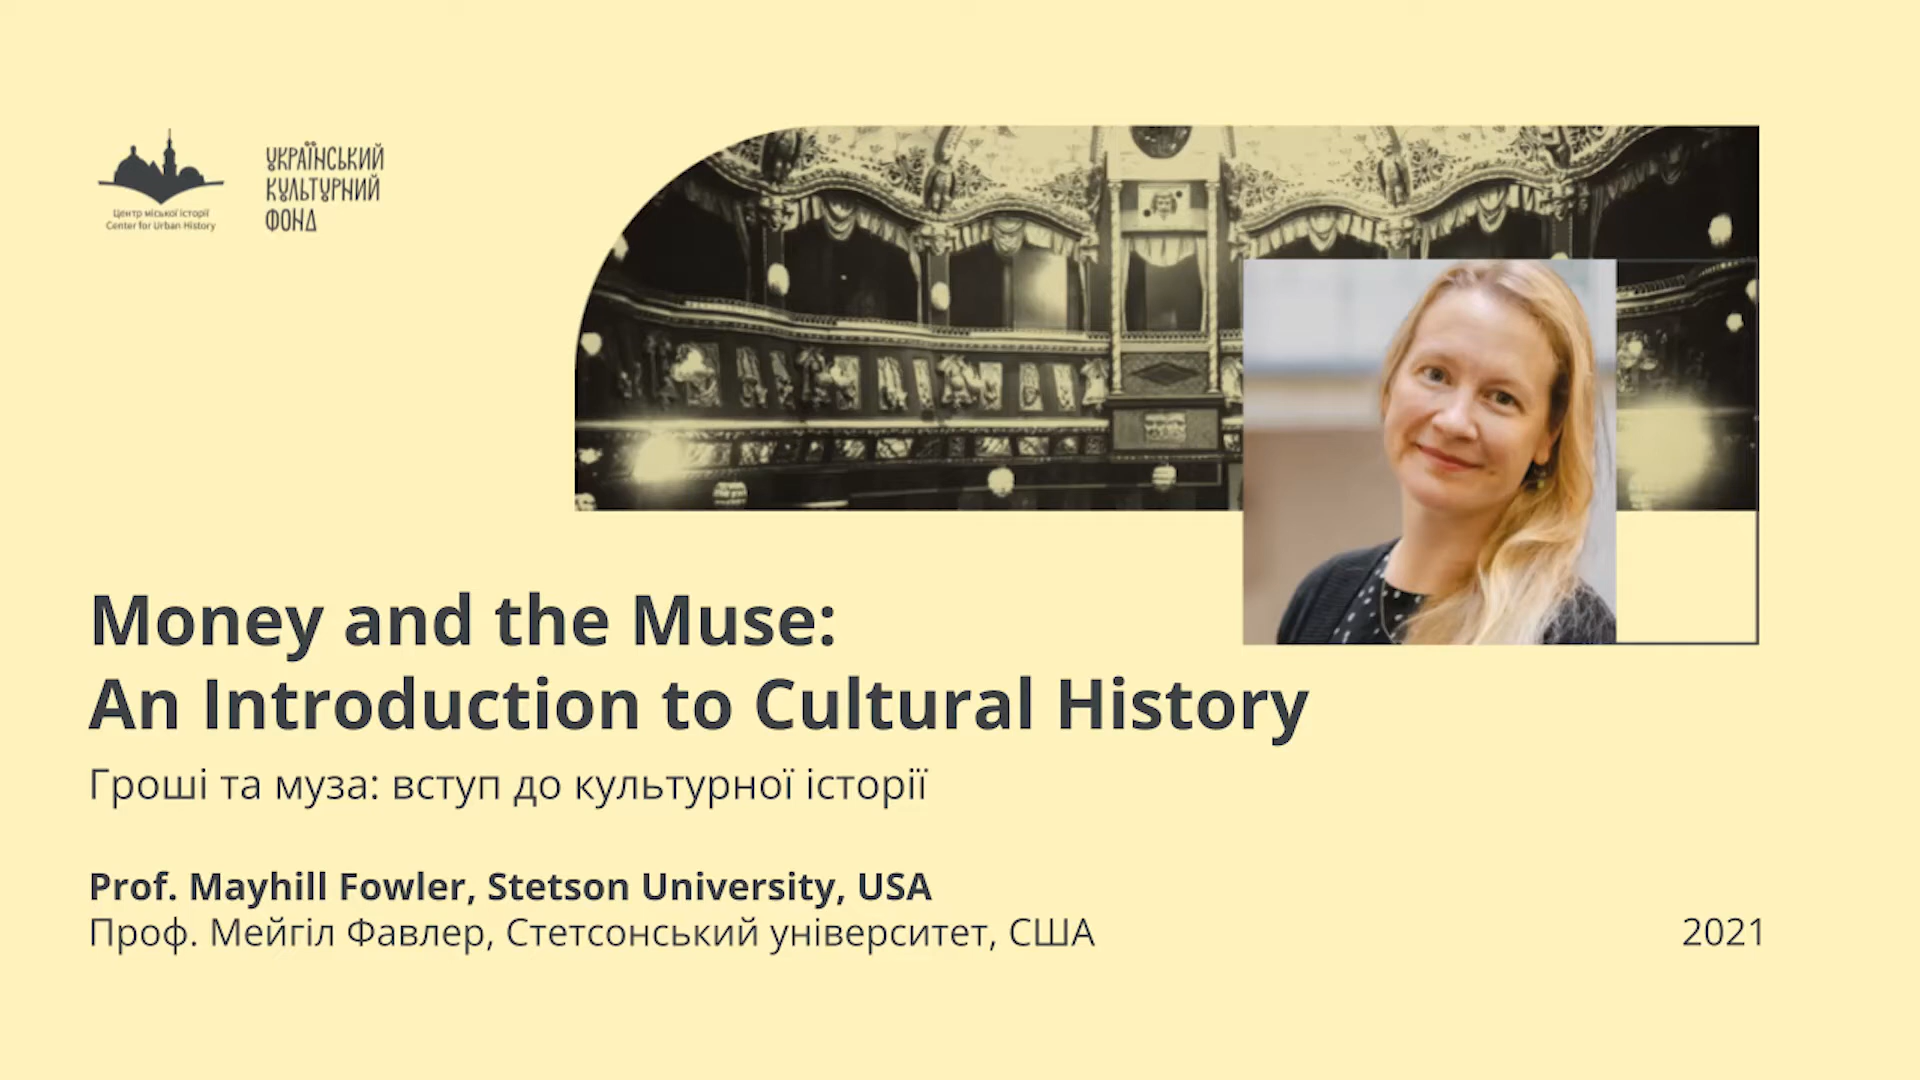 Центр міської історії
Center for Urban History
УКРАЇНСЬКИЙ
КУЛЬТУРНИЙ
ФОНД
Money and the Muse:
An Introduction to Cultural History
Гроші та муза: вступ до культурної історії
Prof. Mayhill Fowler, Stetson University, USA
Проф. Мейгіл Фавлер, Стетсонський університет, США
2021